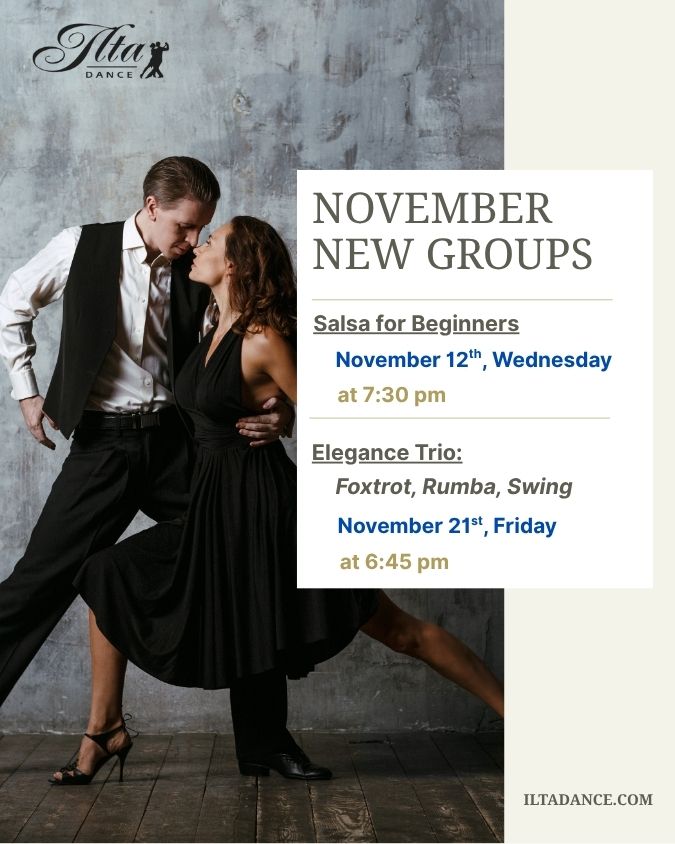 Ilta
DANCE
NOVEMBER
NEW GROUPS
Salsa for Beginners
November 12th, Wednesday
at 7:30 pm
Elegance Trio:
Foxtrot, Rumba, Swing
November 21st, Friday
at 6:45 pm
ILTADANCE.COM